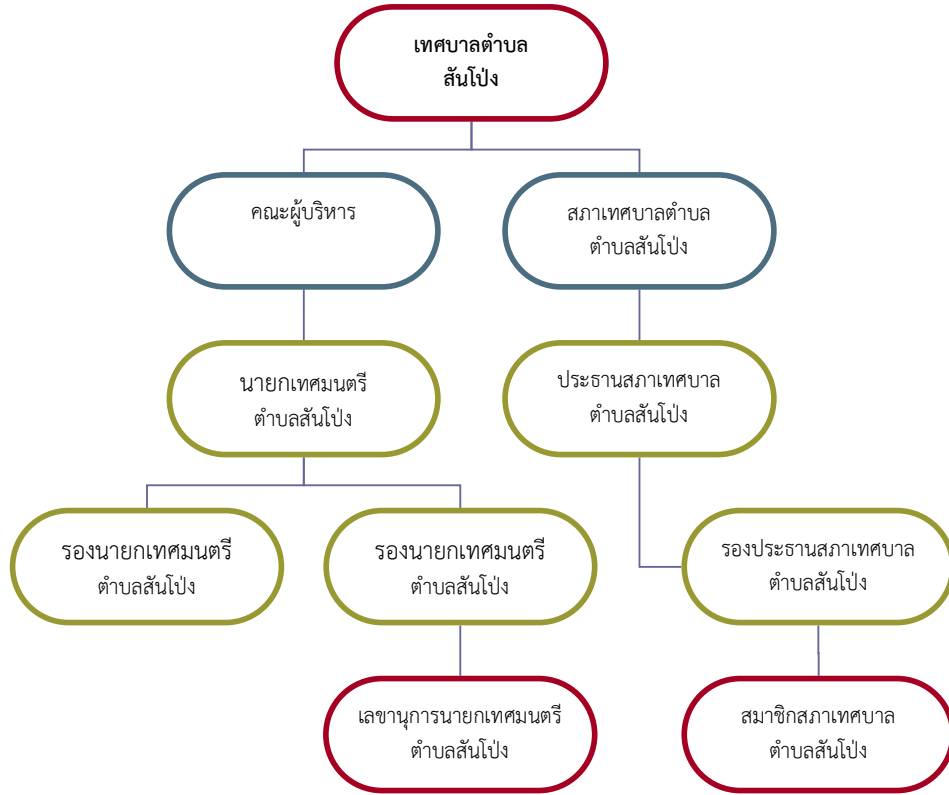 เทศบาลตำบล
สันโป่ง
คณะผู้บริหาร
สภาเทศบาลตำบล
ตำบลสันโป่ง
นายกเทศมนตรี
ตำบลสันโป่ง
ประธานสภาเทศบาล
ตำบลสันโป่ง
รองนายกเทศมนตรี
ตำบลสันโป่ง
รองนายกเทศมนตรี
ตำบลสันโป่ง
รองประธานสภาเทศบาล
ตำบลสันโป่ง
เลขานุการนายกเทศมนตรี
ตำบลสันโป่ง
สมาชิกสภาเทศบาล
ตำบลสันโป่ง